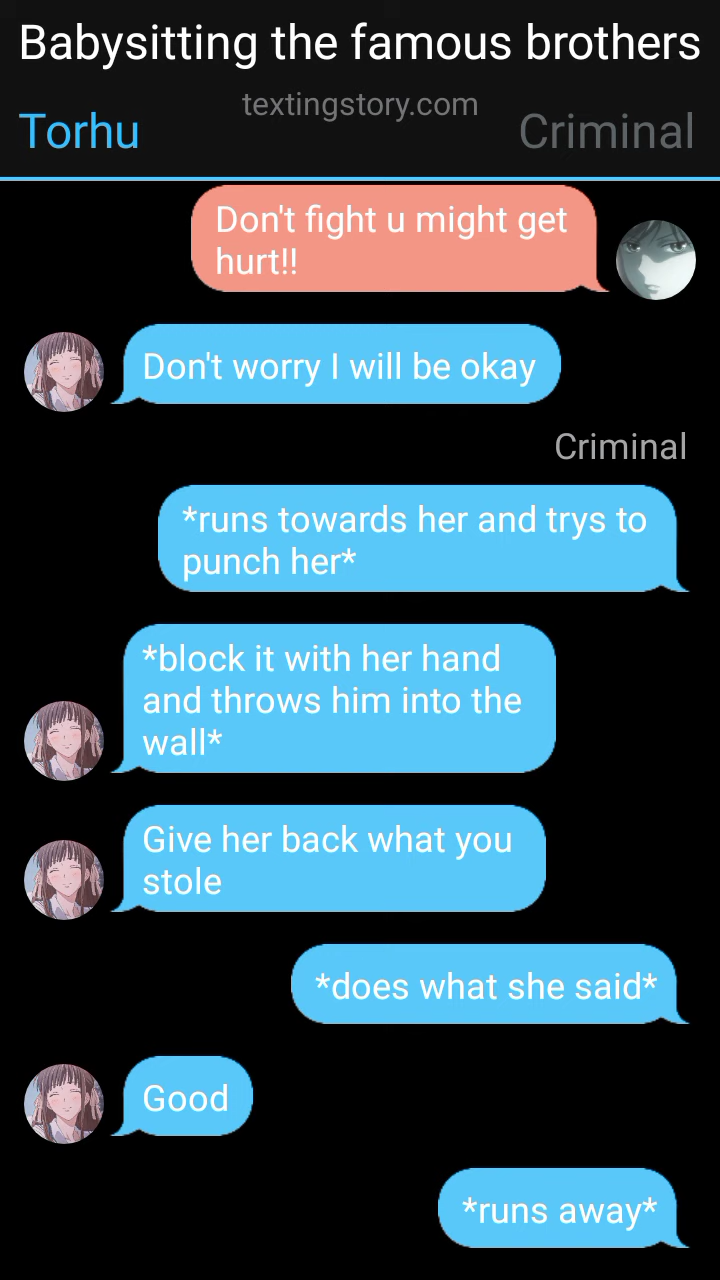 Babysitting the famous brothers
textingstory.com
Torhu
Criminal
Don't fight u might get
hurt!!
Don't worry I will be okay
Criminal
*runs towards her and trys to
punch her*
*block it with her hand
and throws him into the
wall*
Give her back what you
stole
*does what she said*
Good
*runs away*